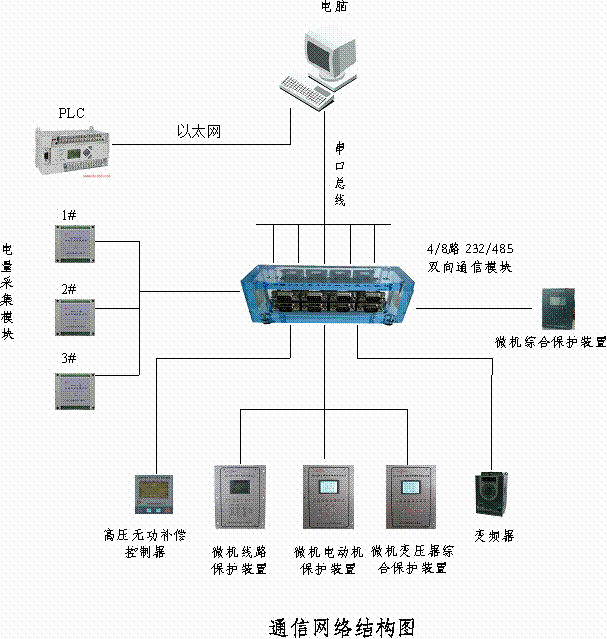 电脑
PLC
以太网
串口总线
1#
2#
3#
电量采集模块
4/8路 232/485
双向通信模块
微机综合保护装置
高压无功补偿
控制器
微机线路
保护装置
微机电动机
保护装置
微机变压器综
合保护装置
变频器
通信网络结构图